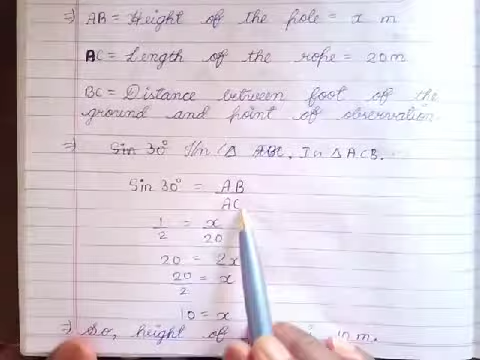 ⇒ AB = Height of the pole = x m
AC = Length of the rope = 20m
BC = Distance between foot of the
ground and point of observation
⇒ Sin 30° In Δ ABC, In Δ ACB.
Sin 30° = AB
AC
1 = x
2 20
20 = 2x
20 = x
2
10 = x
⇒ So, height of 10 m.